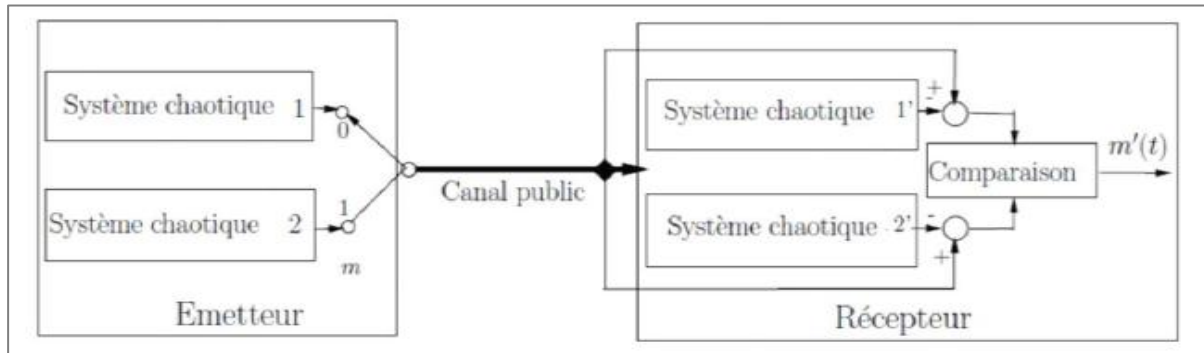 Système chaotique 1
0
Système chaotique 2
1
m
Emetteur
Canal public
Système chaotique 1'
+
-
Comparaison
m'(t)
Système chaotique 2'
-
+
Récepteur